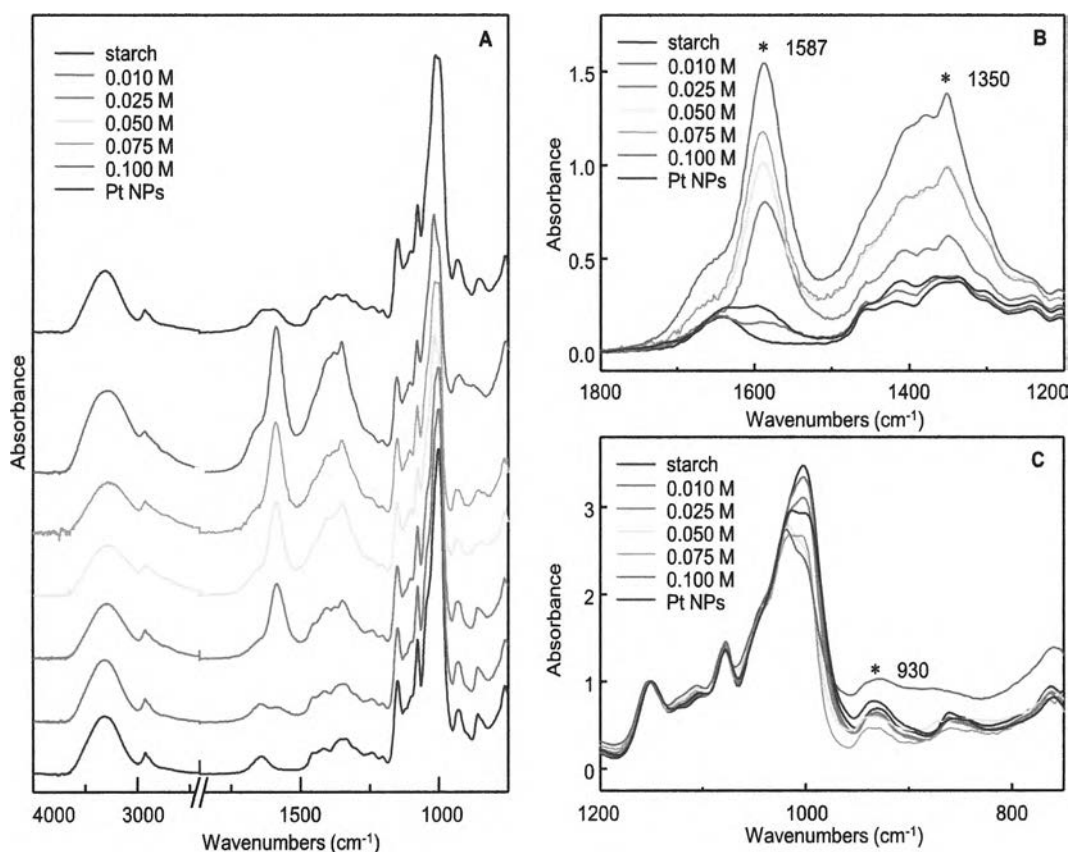 A
starch
0.010 M
0.025 M
0.050 M
0.075 M
0.100 M
Pt NPs
Absorbance
4000 3000 1500 1000
Wavenumbers (cm⁻¹)
B
starch
0.010 M
0.025 M
0.050 M
0.075 M
0.100 M
Pt NPs
* 1587
* 1350
1.5
1.0
0.5
0.0
Absorbance
1800 1600 1400 1200
Wavenumbers (cm⁻¹)
C
starch
0.010 M
0.025 M
0.050 M
0.075 M
0.100 M
Pt NPs
* 930
3
2
1
0
Absorbance
1200 1000 800
Wavenumbers (cm⁻¹)